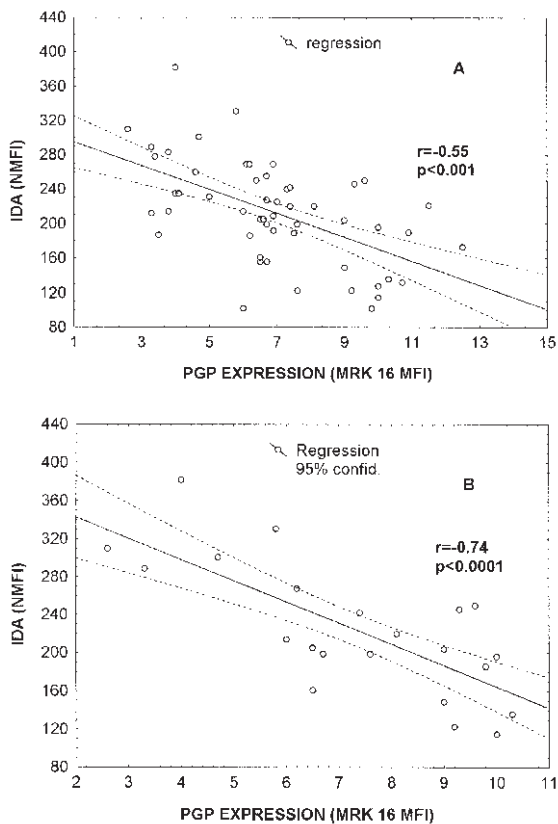 440
400
360
320
280
240
200
160
120
80
IDA (NMFI)
regression
A
r=-0.55
p<0.001
1 3 5 7 9 11 13 15
PGP EXPRESSION (MRK 16 MFI)
440
400
360
320
280
240
200
160
120
80
IDA (NMFI)
Regression
95% confid.
B
r=-0.74
p<0.0001
2 3 4 5 6 7 8 9 10 11
PGP EXPRESSION (MRK 16 MFI)